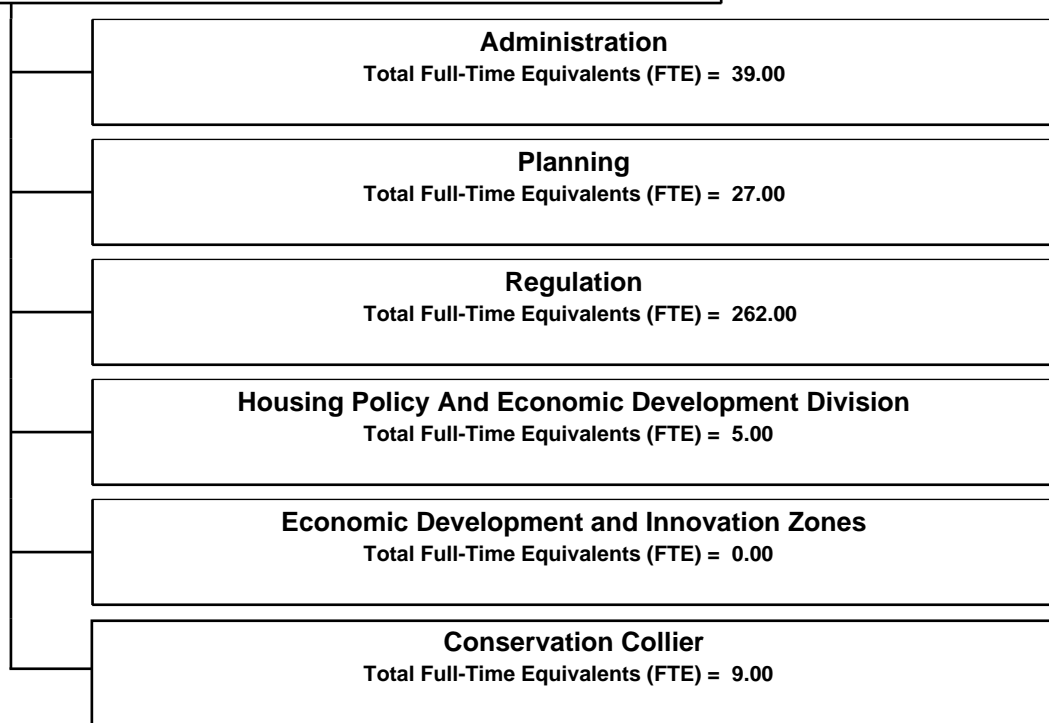 Administration
Total Full-Time Equivalents (FTE) = 39.00
Planning
Total Full-Time Equivalents (FTE) = 27.00
Regulation
Total Full-Time Equivalents (FTE) = 262.00
Housing Policy And Economic Development Division
Total Full-Time Equivalents (FTE) = 5.00
Economic Development and Innovation Zones
Total Full-Time Equivalents (FTE) = 0.00
Conservation Collier
Total Full-Time Equivalents (FTE) = 9.00